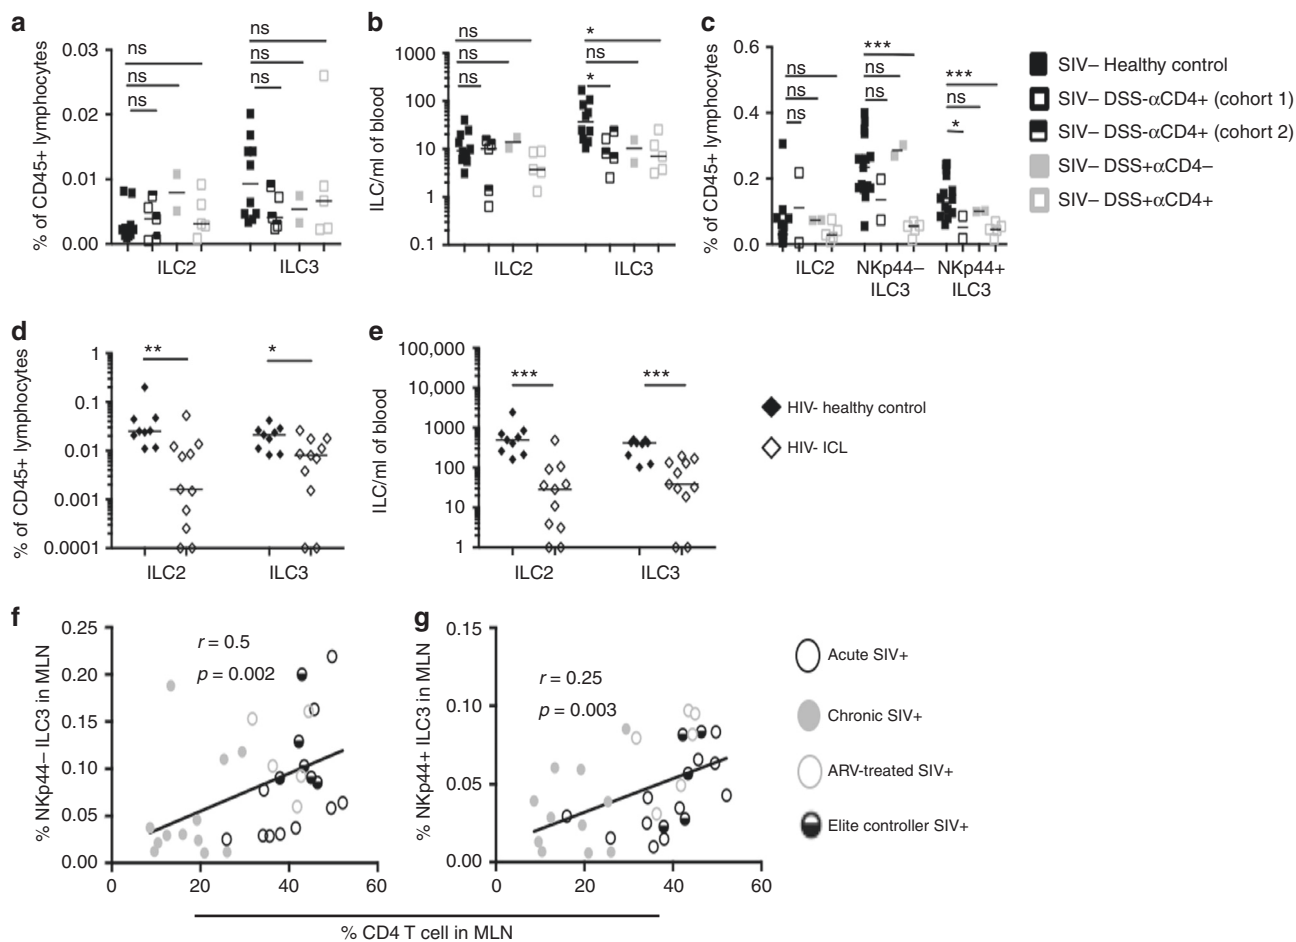 a
% of CD45+ lymphocytes
0.03
0.02
0.01
0.00
ns
ns
ns
ns
ns
ns
ILC2
ILC3
b
ILC/ml of blood
1000
100
10
1
0.1
ns
ns
ns
*
ns
*
ILC2
ILC3
c
% of CD45+ lymphocytes
0.6
0.4
0.2
0.0
ns
ns
ns
***
ns
ns
***
ns
*
ILC2
NKp44–
ILC3
NKp44+
ILC3
SIV– Healthy control
SIV– DSS-αCD4+ (cohort 1)
SIV– DSS-αCD4+ (cohort 2)
SIV– DSS+αCD4–
SIV– DSS+αCD4+
d
% of CD45+ lymphocytes
1
0.1
0.01
0.001
0.0001
**
*
ILC2
ILC3
e
ILC/ml of blood
100,000
10,000
1000
100
10
1
***
***
ILC2
ILC3
HIV- healthy control
HIV- ICL
f
% NKp44– ILC3 in MLN
0.25
0.20
0.15
0.10
0.05
0.00
r = 0.5
p = 0.002
0
20
40
60
g
% NKp44+ ILC3 in MLN
0.15
0.10
0.05
0.00
r = 0.25
p = 0.003
0
20
40
60
% CD4 T cell in MLN
Acute SIV+
Chronic SIV+
ARV-treated SIV+
Elite controller SIV+